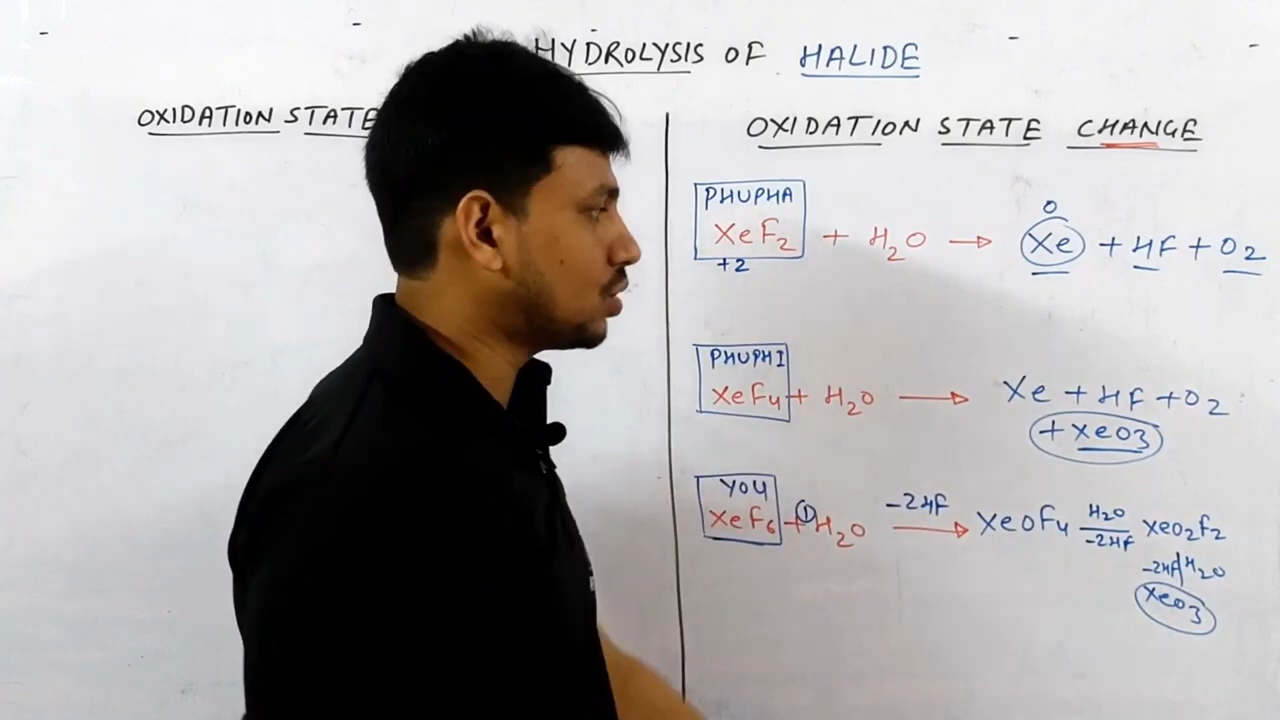 HYDROLYSIS OF HALIDE
OXIDATION STATE
OXIDATION STATE CHANGE
PHUPHA
XeF2 + H2O → Xe + HF + O2
0
+2
PHUPHI
XeF4 + H2O → Xe + HF + O2
+ XeO3
YOU
XeF6 + ① H2O -2HF → XeOF4 H2O -2HF XeO2F2
-2HF H2O
XeO3